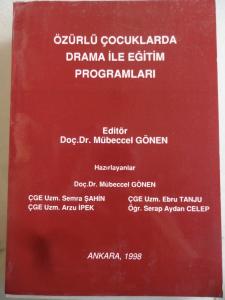 ÖZÜRLÜ ÇOCUKLARDA
DRAMA İLE EĞİTİM
PROGRAMLARI
Editör
Doç.Dr. Mübeccel GÖNEN
Hazırlayanlar
Doç.Dr. Mübeccel GÖNEN
ÇGE Uzm. Semra ŞAHİN ÇGE Uzm. Ebru TANJU
ÇGE Uzm. Arzu İPEK Öğr. Serap Aydan CELEP
ANKARA, 1998